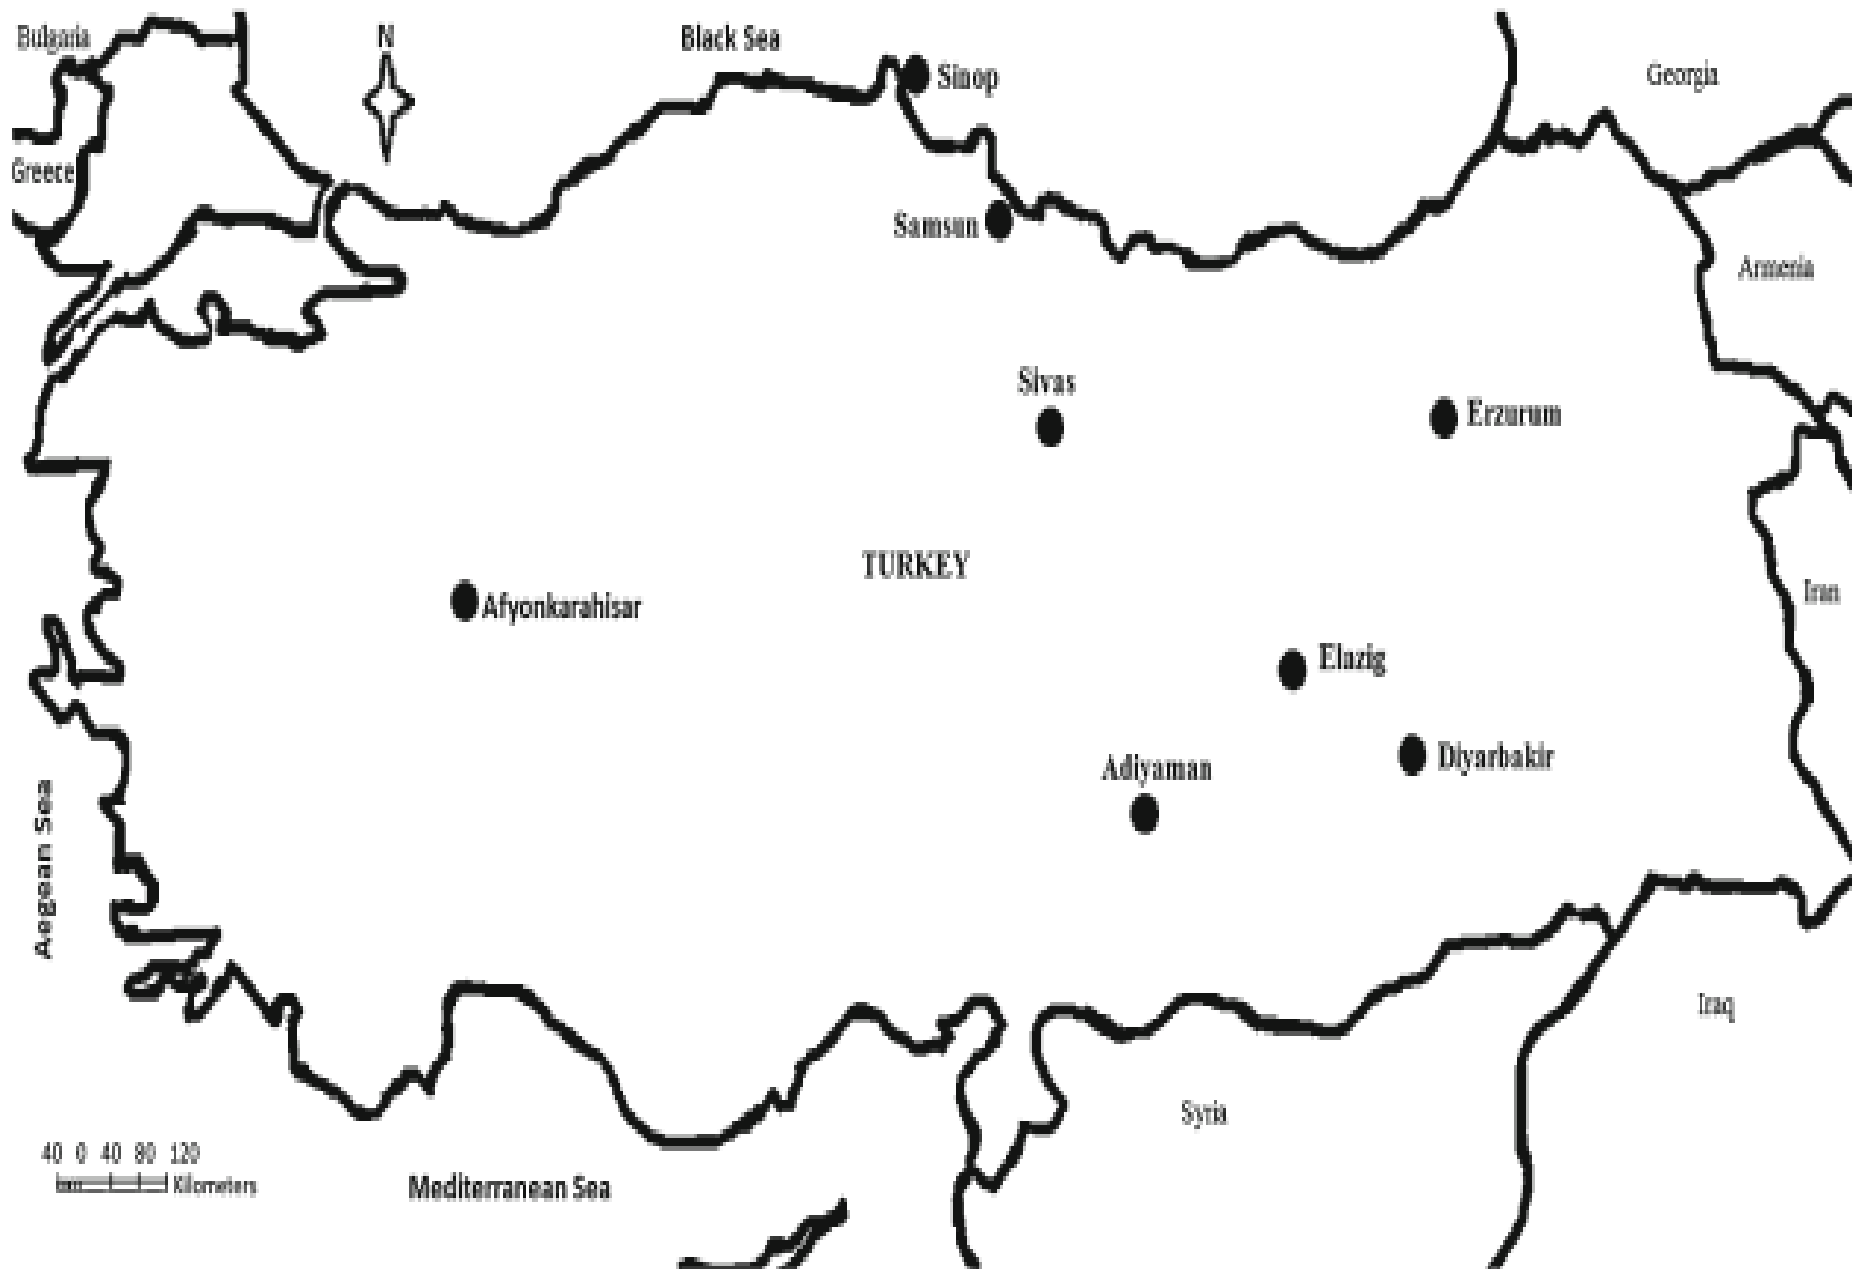 Bulgaria
N
Black Sea
Sinop
Georgia
Greece
Samsun
Armenia
Sivas
Erzurum
TURKEY
Iran
Afyonkarahisar
Elazig
Diyarbakir
Adiyaman
Aegean Sea
Iraq
Syria
40 0 40 80 120
Kilometers
Mediterranean Sea